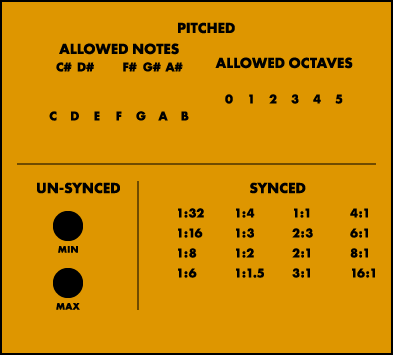 PITCHED
ALLOWED NOTES
C# D# F# G# A#
C D E F G A B
ALLOWED OCTAVES
0 1 2 3 4 5
UN-SYNCED
MIN
MAX
SYNCED
1:32 1:4 1:1 4:1
1:16 1:3 2:3 6:1
1:8 1:2 2:1 8:1
1:6 1:1.5 3:1 16:1